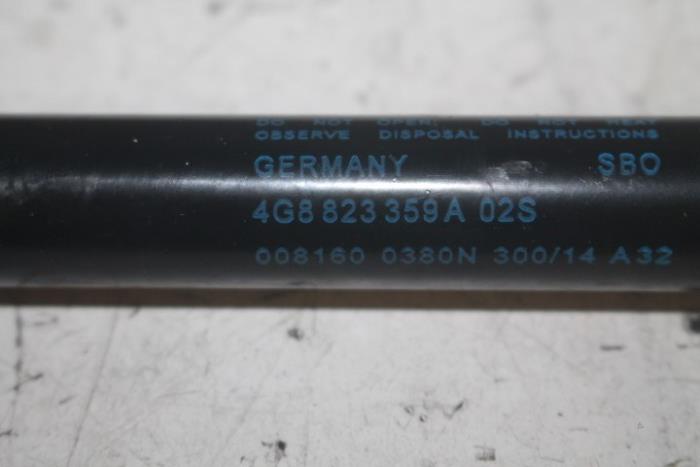 DO NOT OPEN; DO NOT HEAT
OBSERVE DISPOSAL INSTRUCTIONS
GERMANY SBO
4G8 823 359 A 02S
008160 0380N 300/14 A32